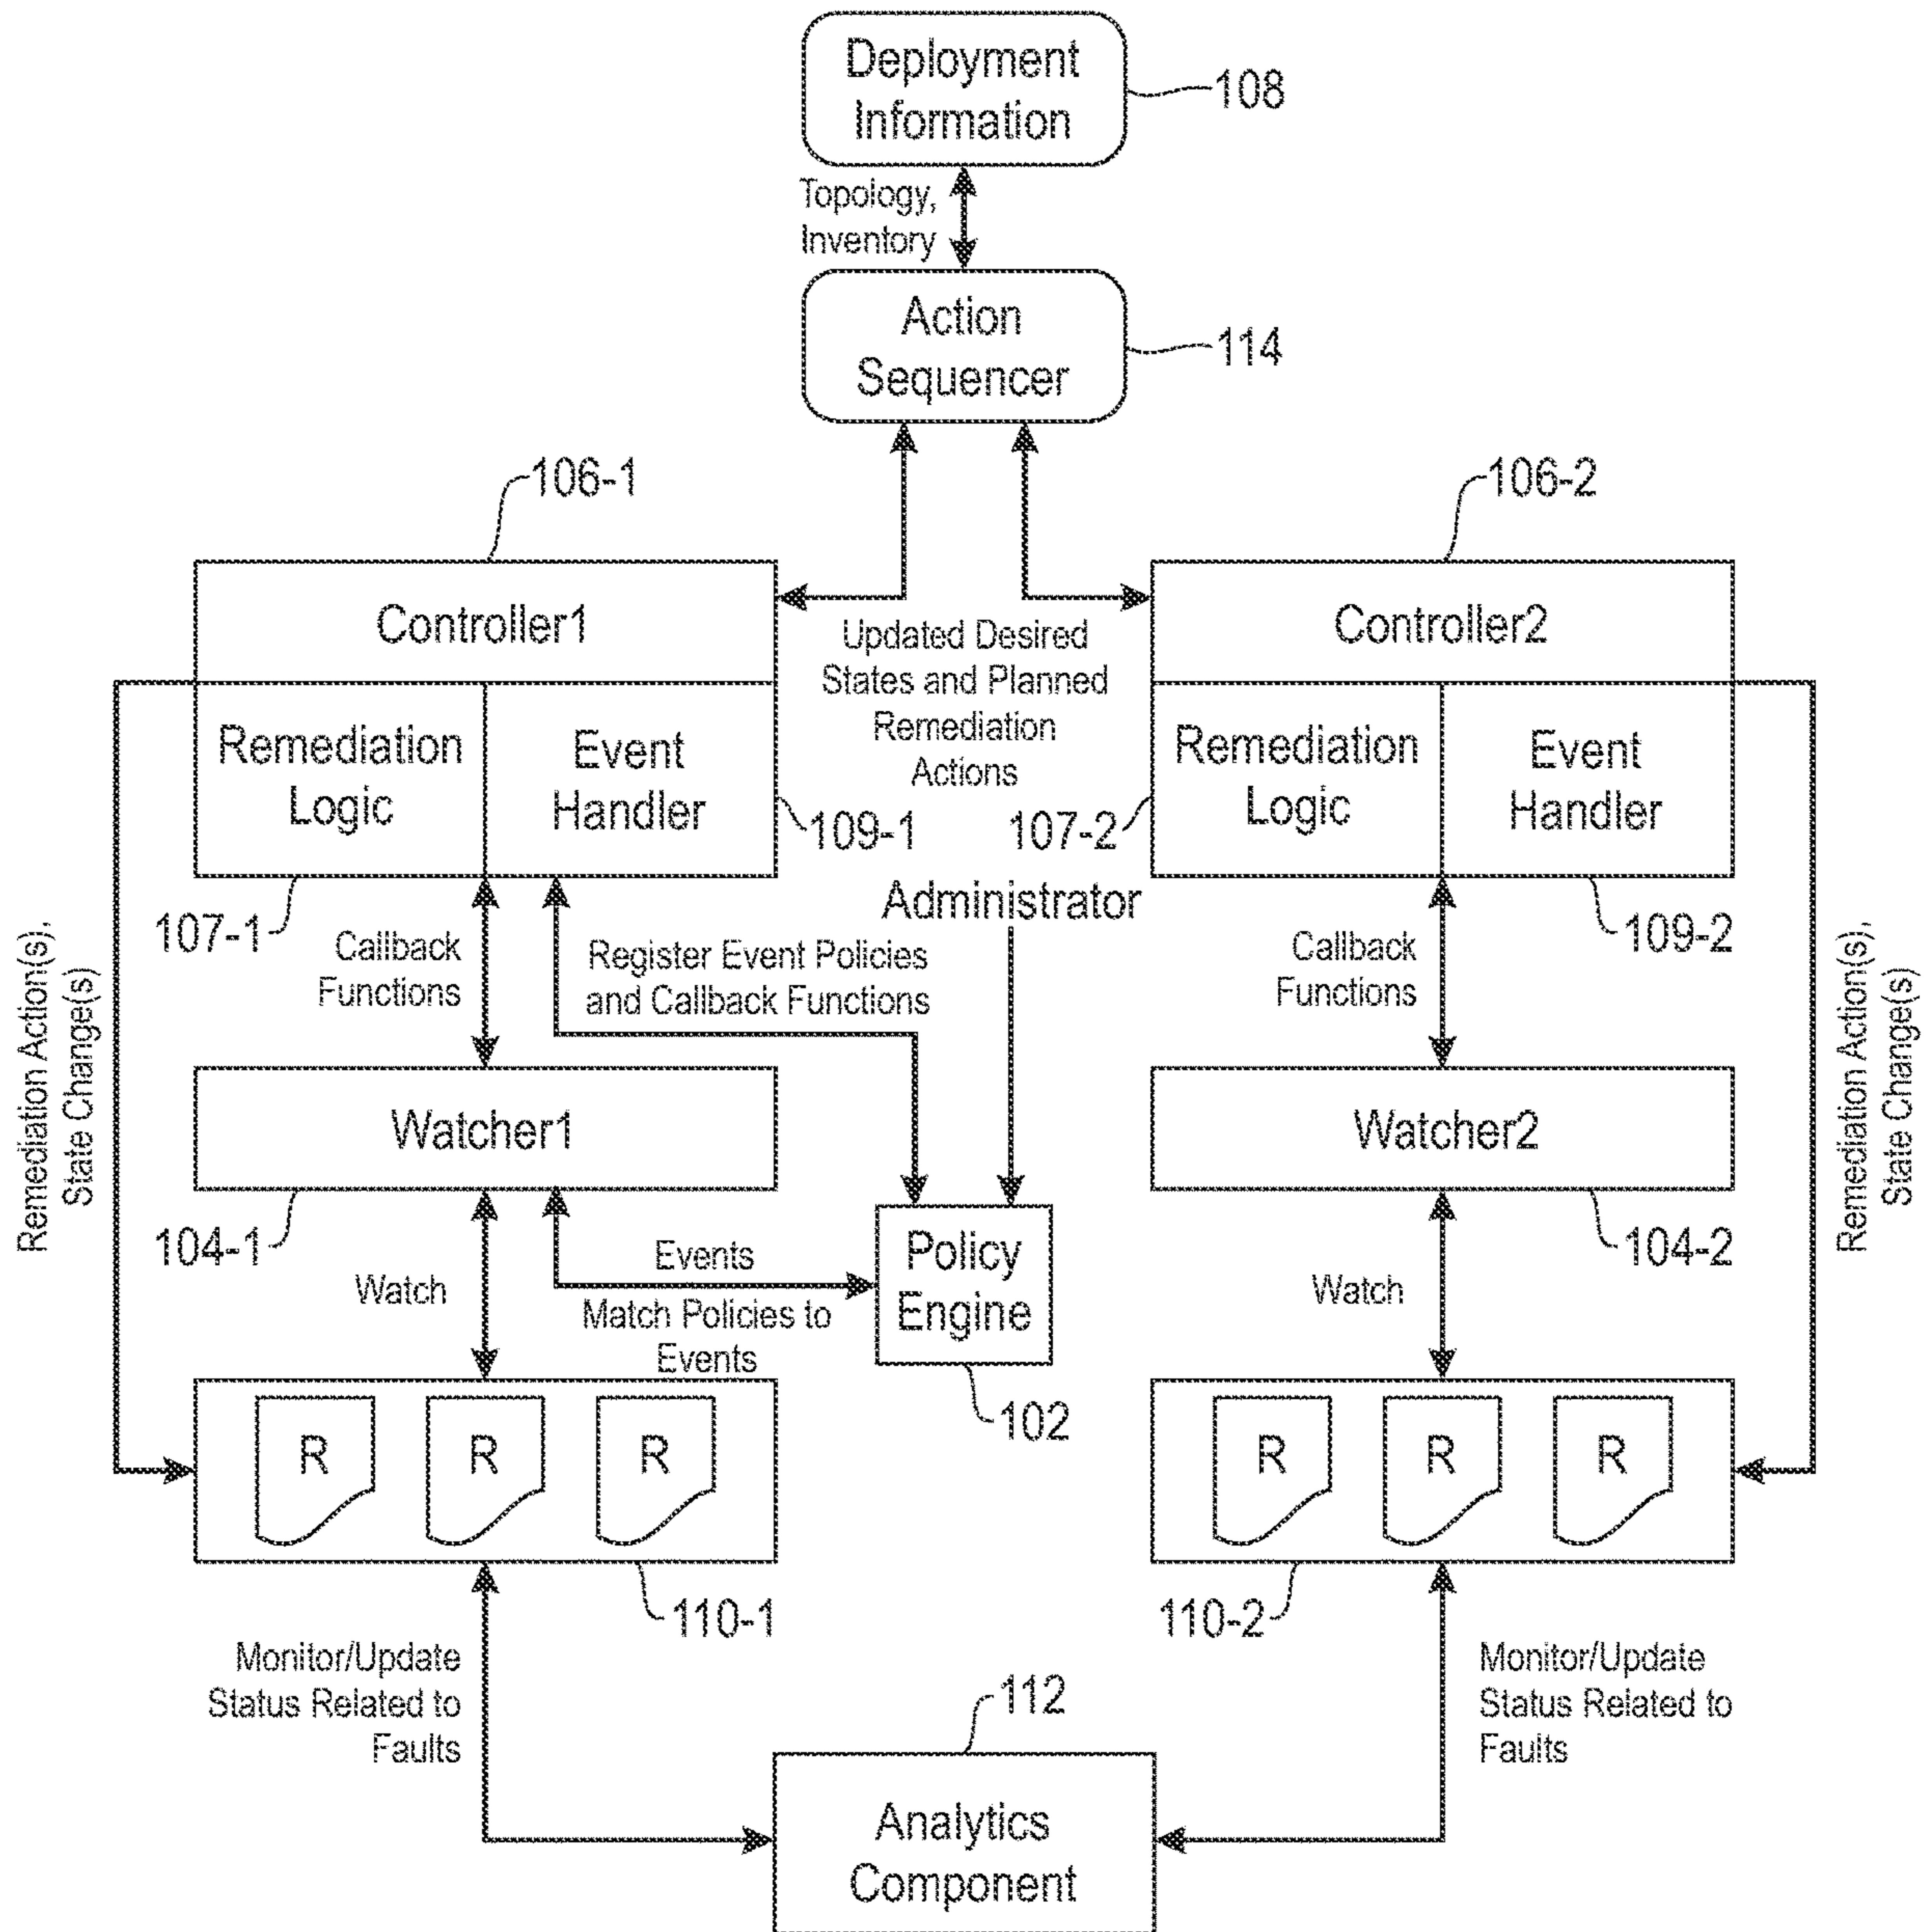 Deployment
Information
108
Topology,
Inventory
Action
Sequencer
114
106-1
106-2
Controller1
Controller2
Updated Desired
States and Planned
Remediation
Actions
Remediation
Logic
Event
Handler
Remediation
Logic
Event
Handler
109-1
107-2
107-1
109-2
Administrator
Callback
Functions
Register Event Policies
and Callback Functions
Callback
Functions
Remediation Action(s),
State Change(s)
Remediation Action(s),
State Change(s)
Watcher1
Watcher2
104-1
104-2
Watch
Events
Match Policies to
Events
Policy
Engine
102
Watch
R
R
R
R
R
R
110-1
110-2
Monitor/Update
Status Related to
Faults
Monitor/Update
Status Related to
Faults
112
Analytics
Component